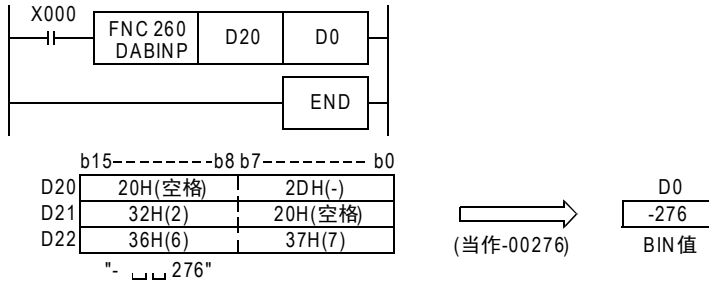 X000
FNC 260 DABINP D20 D0
END
b15 b8 b7 b0
D20 20H(空格) 2DH(-)
D21 32H(2) 20H(空格)
D22 36H(6) 37H(7)
"- ␣␣ 276"
(当作-00276)
D0
-276
BIN值